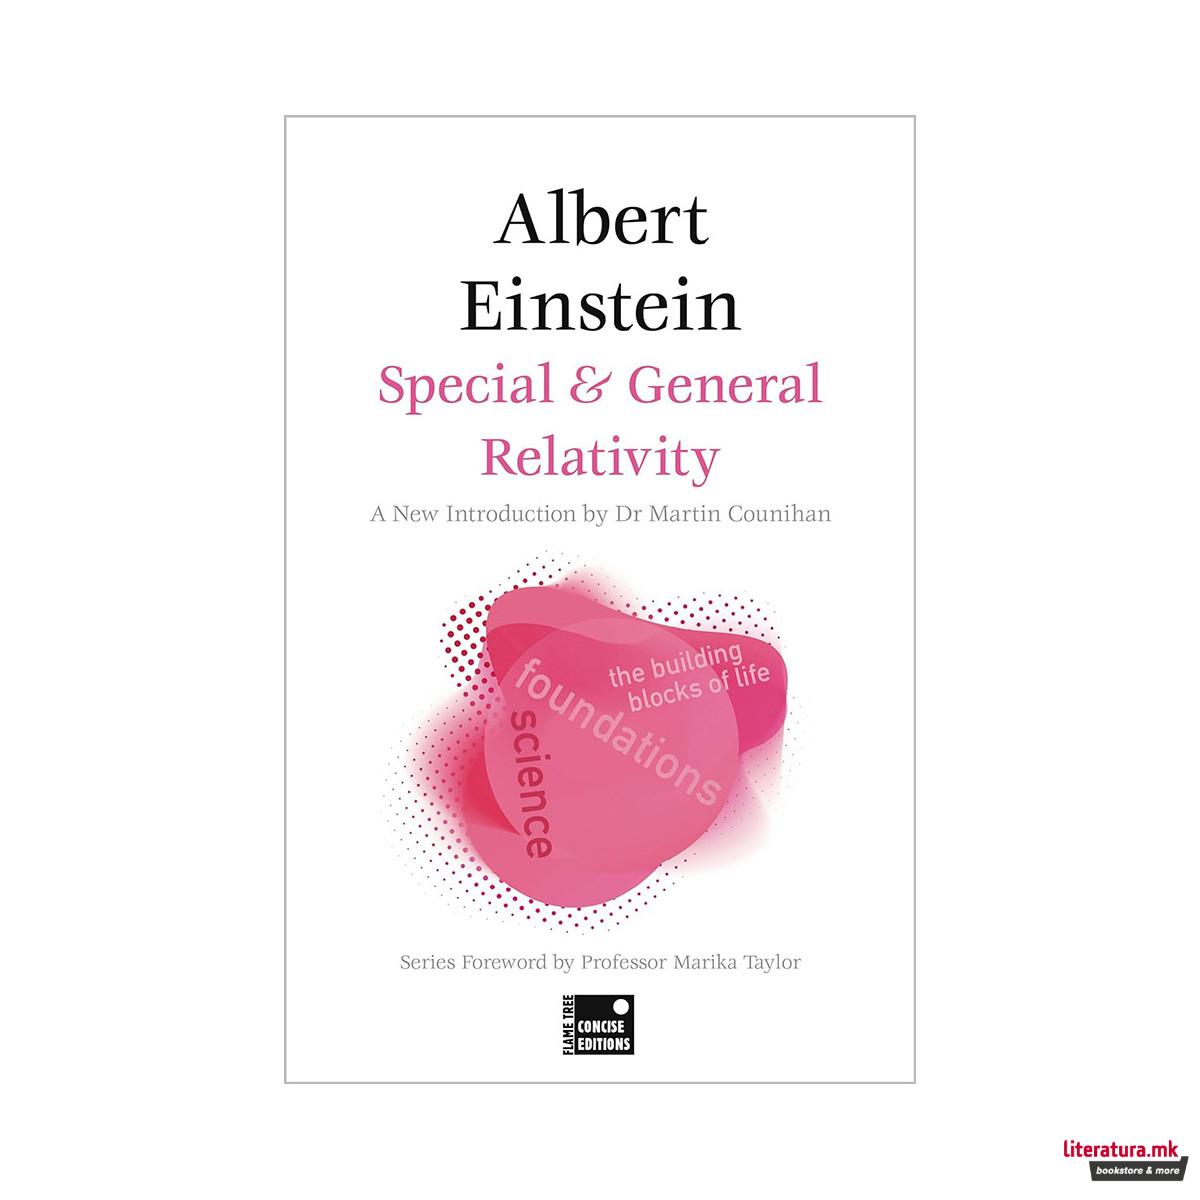 Albert
Einstein
Special & General
Relativity
A New Introduction by Dr Martin Counihan
the building
blocks of life
foundations
science
Series Foreword by Professor Marika Taylor
FLAME TREE
CONCISE
EDITIONS
literatura.mk
bookstore & more